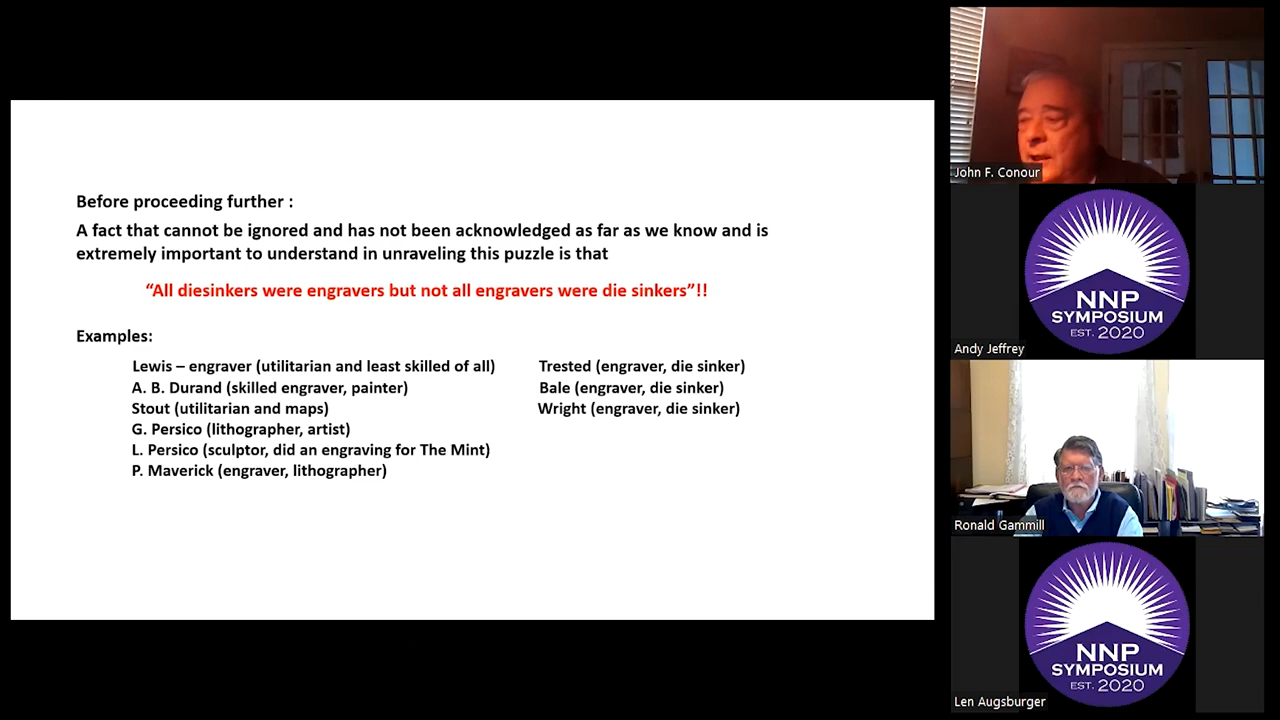 Before proceeding further :
A fact that cannot be ignored and has not been acknowledged as far as we know and is
extremely important to understand in unraveling this puzzle is that
“All diesinkers were engravers but not all engravers were die sinkers”!!
Examples:
Lewis – engraver (utilitarian and least skilled of all)
A. B. Durand (skilled engraver, painter)
Stout (utilitarian and maps)
G. Persico (lithographer, artist)
L. Persico (sculptor, did an engraving for The Mint)
P. Maverick (engraver, lithographer)
Trested (engraver, die sinker)
Bale (engraver, die sinker)
Wright (engraver, die sinker)
John F. Conour
NNP
SYMPOSIUM
EST. 2020
Andy Jeffrey
Ronald Gammill
NNP
SYMPOSIUM
EST. 2020
Len Augsburger